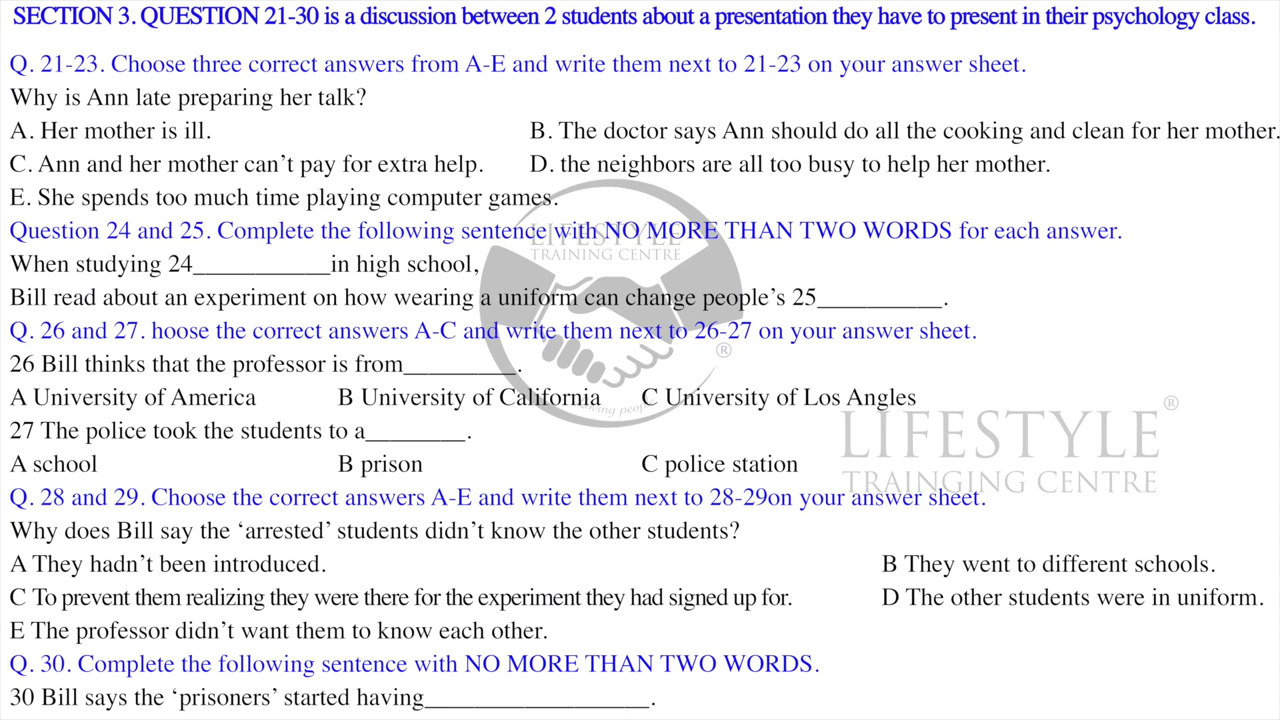 SECTION 3. QUESTION 21-30 is a discussion between 2 students about a presentation they have to present in their psychology class.
Q. 21-23. Choose three correct answers from A-E and write them next to 21-23 on your answer sheet.
Why is Ann late preparing her talk?
A. Her mother is ill. B. The doctor says Ann should do all the cooking and clean for her mother.
C. Ann and her mother can't pay for extra help. D. the neighbors are all too busy to help her mother.
E. She spends too much time playing computer games.
Question 24 and 25. Complete the following sentence with NO MORE THAN TWO WORDS for each answer.
LIFESTYLE
TRAINING CENTRE
When studying 24___________in high school,
Bill read about an experiment on how wearing a uniform can change people's 25__________.
Q. 26 and 27. hoose the correct answers A-C and write them next to 26-27 on your answer sheet.
®
26 Bill thinks that the professor is from_________.
A University of America B University of California C University of Los Angles
®
LIFESTYLE
TRAINGING CENTRE
27 The police took the students to a________.
A school B prison C police station
Q. 28 and 29. Choose the correct answers A-E and write them next to 28-29on your answer sheet.
Why does Bill say the 'arrested' students didn't know the other students?
A They hadn't been introduced. B They went to different schools.
C To prevent them realizing they were there for the experiment they had signed up for. D The other students were in uniform.
E The professor didn't want them to know each other.
Q. 30. Complete the following sentence with NO MORE THAN TWO WORDS.
30 Bill says the 'prisoners' started having__________________.